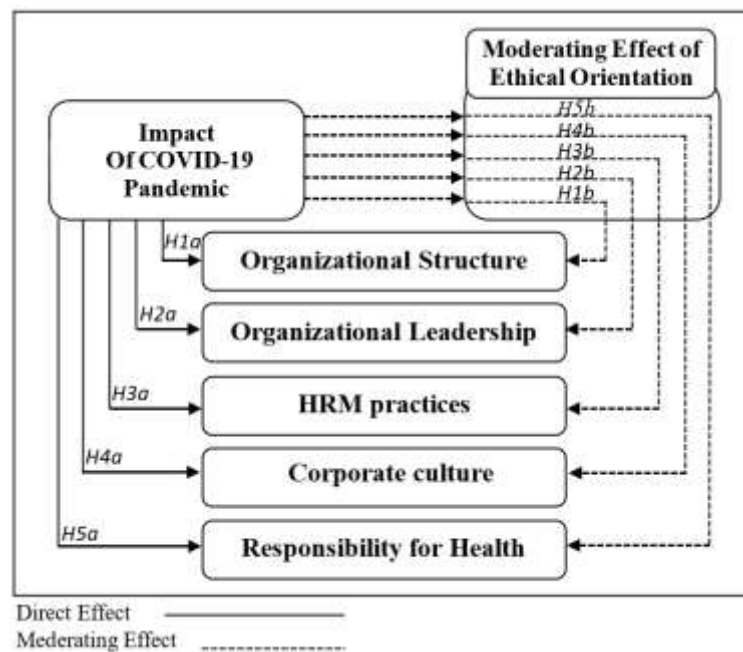 Moderating Effect of
Ethical Orientation
Impact
Of COVID-19
Pandemic
H5b
H4b
H3b
H2b
H1b
H1a
Organizational Structure
H2a
Organizational Leadership
H3a
HRM practices
H4a
Corporate culture
H5a
Responsibility for Health
Direct Effect
Mederating Effect